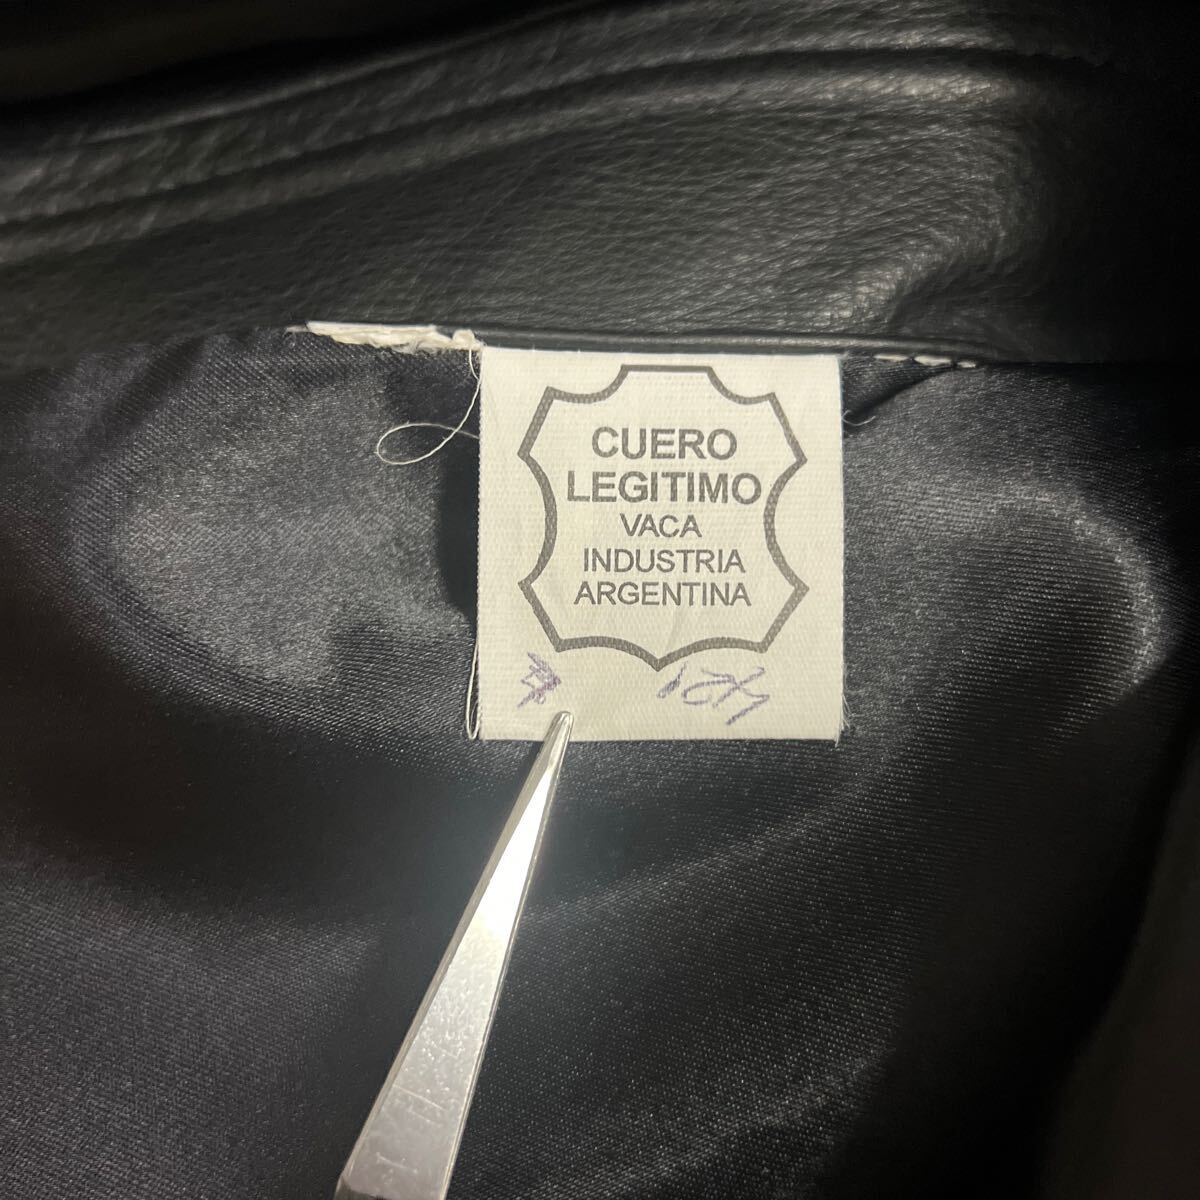 CUERO
LEGITIMO
VACA
INDUSTRIA
ARGENTINA